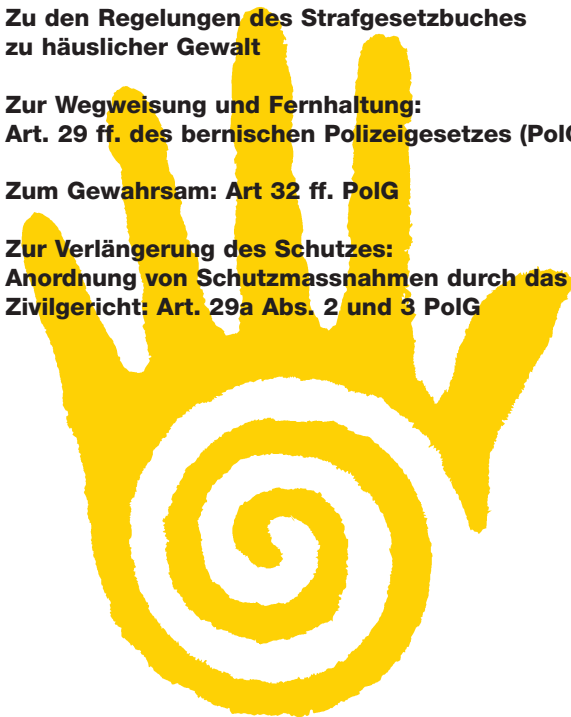 Zu den Regelungen des Strafgesetzbuches
zu häuslicher Gewalt
Zur Wegweisung und Fernhaltung:
Art. 29 ff. des bernischen Polizeigesetzes (PolG
Zum Gewahrsam: Art 32 ff. PolG
Zur Verlängerung des Schutzes:
Anordnung von Schutzmassnahmen durch das
Zivilgericht: Art. 29a Abs. 2 und 3 PolG